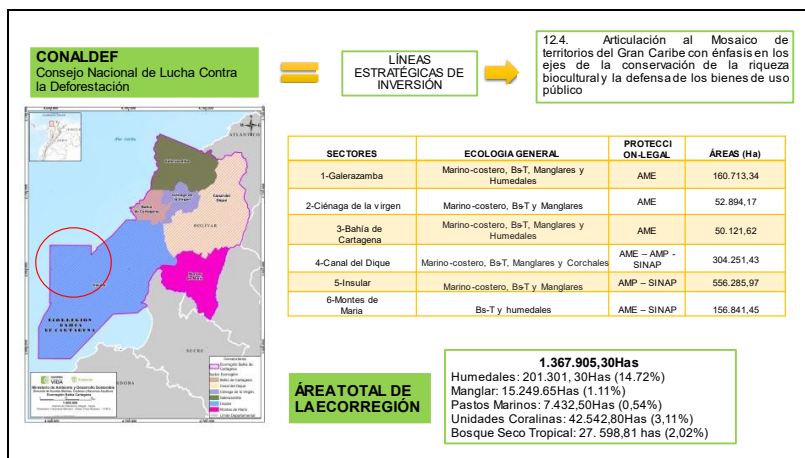 CONALDEF
Consejo Nacional de Lucha Contra
la Deforestación
LÍNEAS
ESTRATÉGICAS DE
INVERSIÓN
12.4. Articulación al Mosaico de
territorios del Gran Caribe con énfasis en los
ejes de la conservación de la riqueza
biocultural y la defensa de los bienes de uso
público
ATLANTICO
BOLÍVAR
SUCRE
ECORREGION
BAHIA
DE CARTAGENA
SECTORES ECOLOGIA GENERAL PROTECCI ÁREAS (Ha)
ON-LEGAL
1-Galerazamba Marino-costero, Bs-T, Manglares y AME 160.713,34
Humedales
2-Ciénaga de la virgen Marino-costero, Bs-T y Manglares AME 52.894,17
3-Bahía de Marino-costero, Bs-T, Manglares y AME 50.121,62
Cartagena Humedales
4-Canal del Dique Marino-costero, Bs-T, Manglares y Corchales AME – AMP - 304.251,43
SINAP
5-Insular Marino-costero, Bs-T y Manglares AMP – SINAP 556.285,97
6-Montes de Bs-T y humedales AME – SINAP 156.841,45
Maria
ÁREA TOTAL DE
LA ECORREGIÓN
1.367.905,30Has
Humedales: 201.301, 30Has (14.72%)
Manglar: 15.249.65Has (1.11%)
Pastos Marinos: 7.432,50Has (0,54%)
Unidades Coralinas: 42.542,80Has (3,11%)
Bosque Seco Tropical: 27. 598,81 has (2,02%)